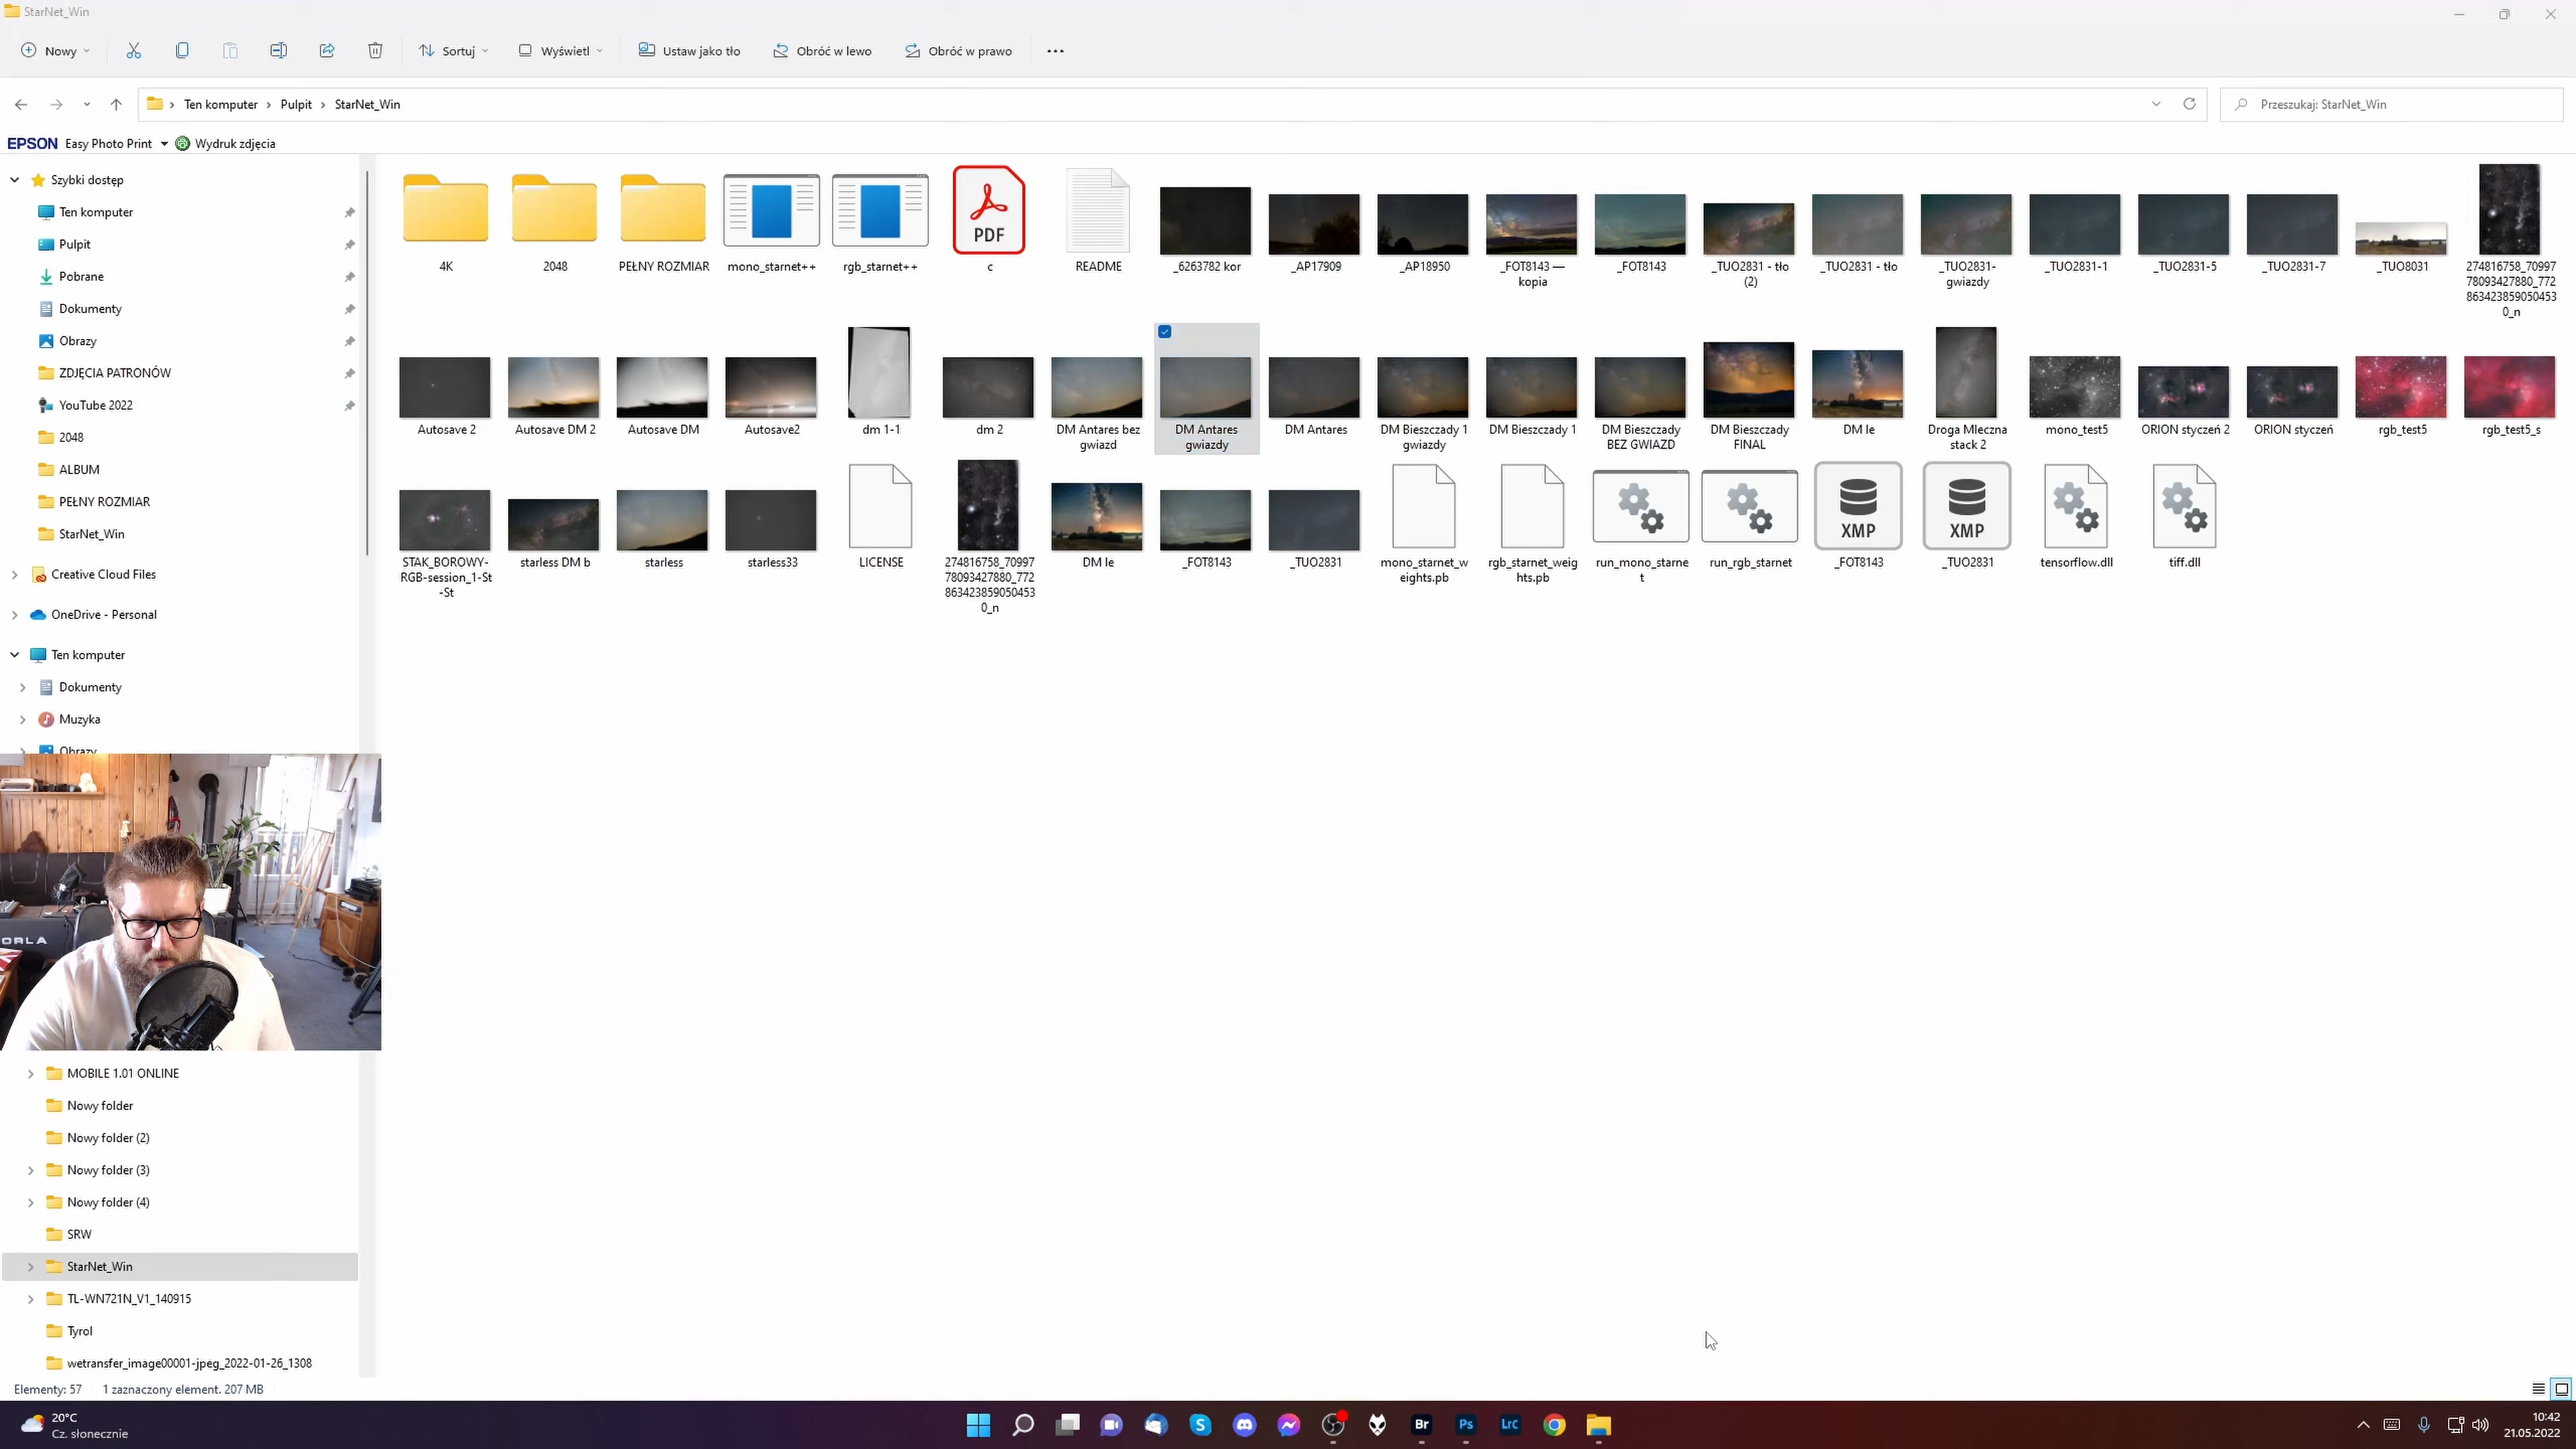 StarNet_Win
Nowy
Sortuj
Wyświetl
Ustaw jako tło
Obróć w lewo
Obróć w prawo
Ten komputer
Pulpit
StarNet_Win
Przeszukaj: StarNet_Win
EPSON
Easy Photo Print
Wydruk zdjęcia
Szybki dostęp
Ten komputer
Pulpit
Pobrane
Dokumenty
Obrazy
ZDJĘCIA PATRONÓW
YouTube 2022
2048
ALBUM
PEŁNY ROZMIAR
StarNet_Win
Creative Cloud Files
OneDrive - Personal
Ten komputer
Dokumenty
Muzyka
Obrazy
MOBILE 1.01 ONLINE
Nowy folder
Nowy folder (2)
Nowy folder (3)
Nowy folder (4)
SRW
StarNet_Win
TL-WN721N_V1_140915
Tyrol
wetransfer_image00001-jpeg_2022-01-26_1308
4K
2048
PEŁNY ROZMIAR
mono_starnet++
rgb_starnet++
PDF
c
README
_6263782 kor
_AP17909
_AP18950
_FOT8143 —
kopia
_FOT8143
_TUO2831 - tło
(2)
_TUO2831 - tło
_TUO2831-
gwiazdy
_TUO2831-1
_TUO2831-5
_TUO2831-7
_TUO8031
274816758_70997
78093427880_772
863423859050453
0_n
Autosave 2
Autosave DM 2
Autosave DM
Autosave2
dm 1-1
dm 2
DM Antares bez
gwiazd
DM Antares
gwiazdy
DM Antares
DM Bieszczady 1
gwiazdy
DM Bieszczady 1
DM Bieszczady
BEZ GWIAZD
DM Bieszczady
FINAL
DM le
Droga Mleczna
stack 2
mono_test5
ORION styczeń 2
ORION styczeń
rgb_test5
rgb_test5_s
STAK_BOROWY-
RGB-session_1-St
-St
starless DM b
starless
starless33
LICENSE
274816758_70997
78093427880_772
863423859050453
0_n
DM le
_FOT8143
_TUO2831
mono_starnet_w
eights.pb
rgb_starnet_weig
hts.pb
run_mono_starne
t
run_rgb_starnet
XMP
_FOT8143
XMP
_TUO2831
tensorflow.dll
tiff.dll
ORLA
Elementy: 57
1 zaznaczony element. 207 MB
20°C
Cz. słonecznie
Br
Ps
LrC
10:42
21.05.2022